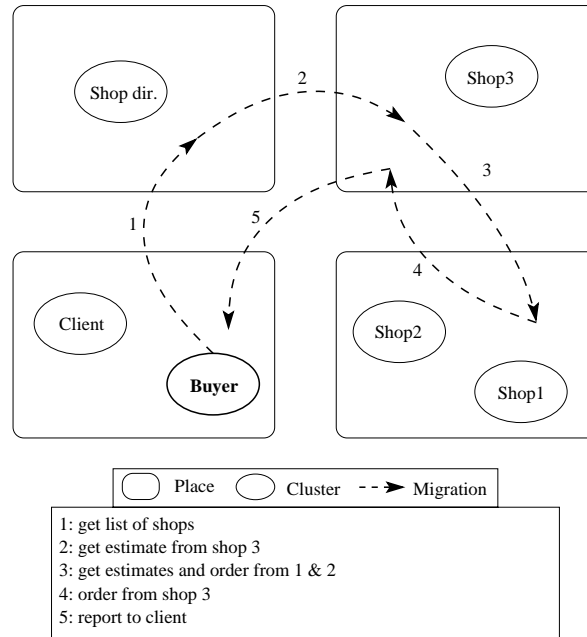 Shop dir.
2
Shop3
1
5
3
4
Client
Buyer
Shop2
Shop1
Place
Cluster
Migration
1: get list of shops
2: get estimate from shop 3
3: get estimates and order from 1 & 2
4: order from shop 3
5: report to client